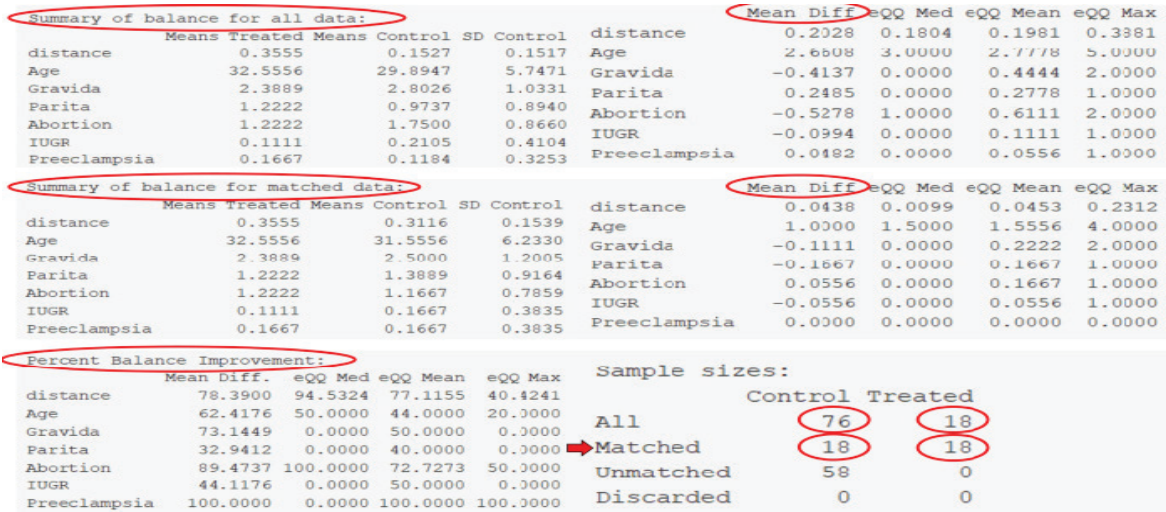 Summary of balance for all data:
Means Treated Means Control SD Control
distance 0.3555 0.1527 0.1517
Age 32.5556 29.8947 5.7471
Gravida 2.3889 2.8026 1.0331
Parita 1.2222 0.9737 0.8940
Abortion 1.2222 1.7500 0.8660
IUGR 0.1111 0.2105 0.4104
Preeclampsia 0.1667 0.1184 0.3253
Mean Diff eQQ Med eQQ Mean eQQ Max
distance 0.2028 0.1804 0.1981 0.3381
Age 2.6608 3.0000 2.7778 5.0000
Gravida -0.4137 0.0000 0.4444 2.0000
Parita 0.2485 0.0000 0.2778 1.0000
Abortion -0.5278 1.0000 0.6111 2.0000
IUGR -0.0994 0.0000 0.1111 1.0000
Preeclampsia 0.0482 0.0000 0.0556 1.0000
Summary of balance for matched data:
Means Treated Means Control SD Control
distance 0.3555 0.3116 0.1539
Age 32.5556 31.5556 6.2330
Gravida 2.3889 2.5000 1.2005
Parita 1.2222 1.3889 0.9164
Abortion 1.2222 1.1667 0.7859
IUGR 0.1111 0.1667 0.3835
Preeclampsia 0.1667 0.1667 0.3835
Mean Diff eQQ Med eQQ Mean eQQ Max
distance 0.0438 0.0099 0.0453 0.2312
Age 1.0000 1.5000 1.5556 4.0000
Gravida -0.1111 0.0000 0.2222 2.0000
Parita -0.1667 0.0000 0.1667 1.0000
Abortion 0.0556 0.0000 0.1667 1.0000
IUGR -0.0556 0.0000 0.0556 1.0000
Preeclampsia 0.0000 0.0000 0.0000 0.0000
Percent Balance Improvement:
Mean Diff. eQQ Med eQQ Mean eQQ Max
distance 78.3900 94.5324 77.1155 40.4241
Age 62.4176 50.0000 44.0000 20.0000
Gravida 73.1449 0.0000 50.0000 0.0000
Parita 32.9412 0.0000 40.0000 0.0000
Abortion 89.4737 100.0000 72.7273 50.0000
IUGR 44.1176 0.0000 50.0000 0.0000
Preeclampsia 100.0000 0.0000 100.0000 100.0000
Sample sizes:
Control Treated
All 76 18
Matched 18 18
Unmatched 58 0
Discarded 0 0